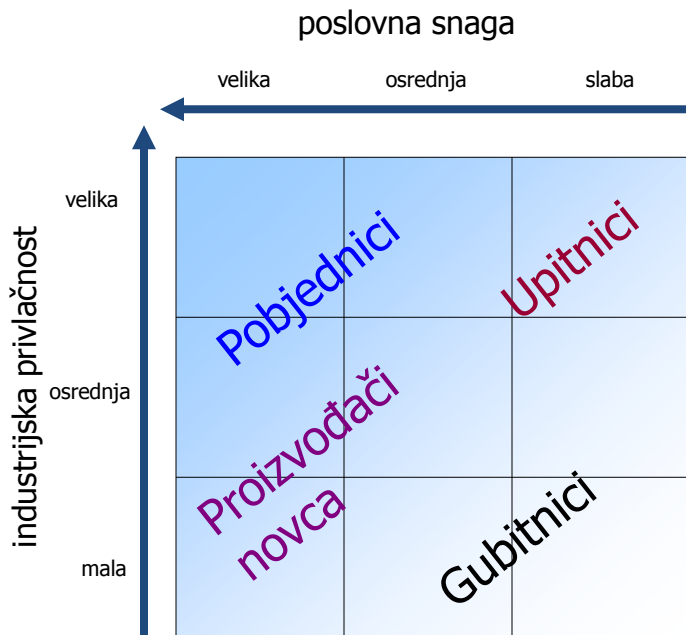 poslovna snaga
velika osrednja slaba
industrijska privlačnost
velika
osrednja
mala
Pobjednici
Upitnici
Proizvođači
novca
Gubitnici